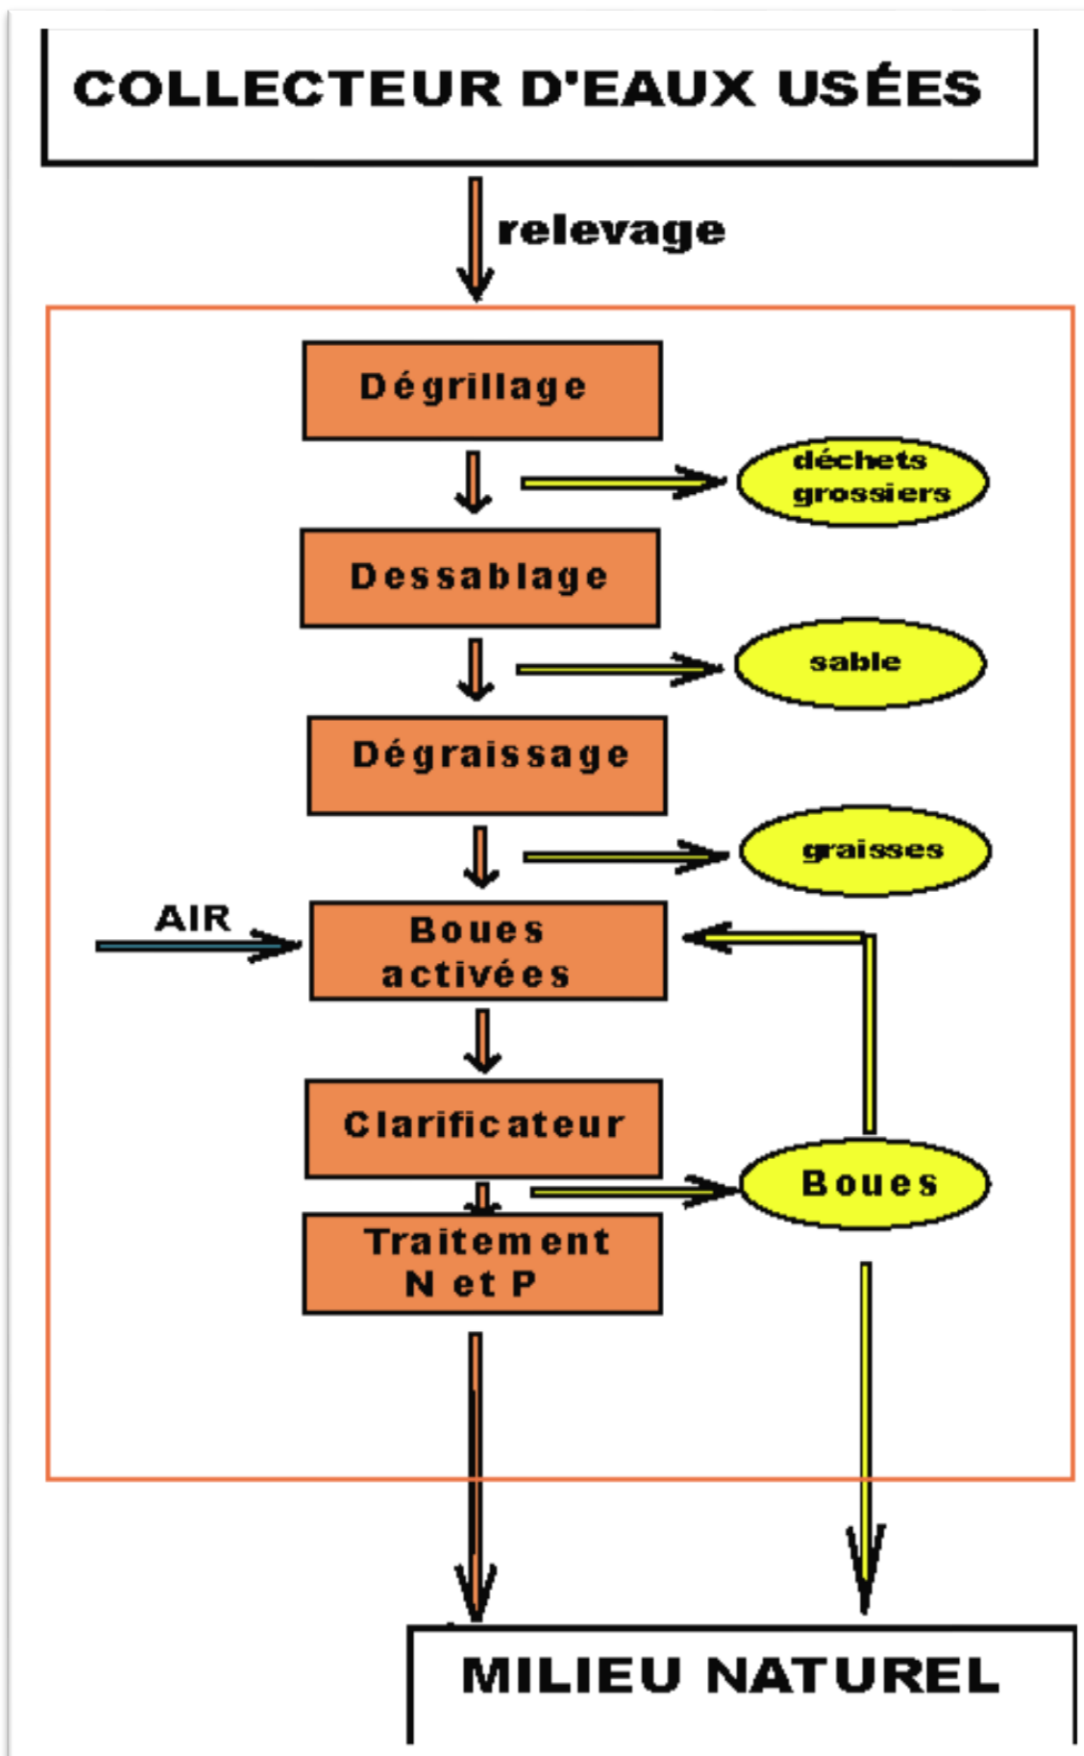 COLLECTEUR D'EAUX USÉES
relevage
Dégrillage
déchets
grossiers
Dessablage
sable
Dégraissage
graisses
AIR
Boues
activées
Clarificateur
Boues
Traitement
N et P
MILIEU NATUREL